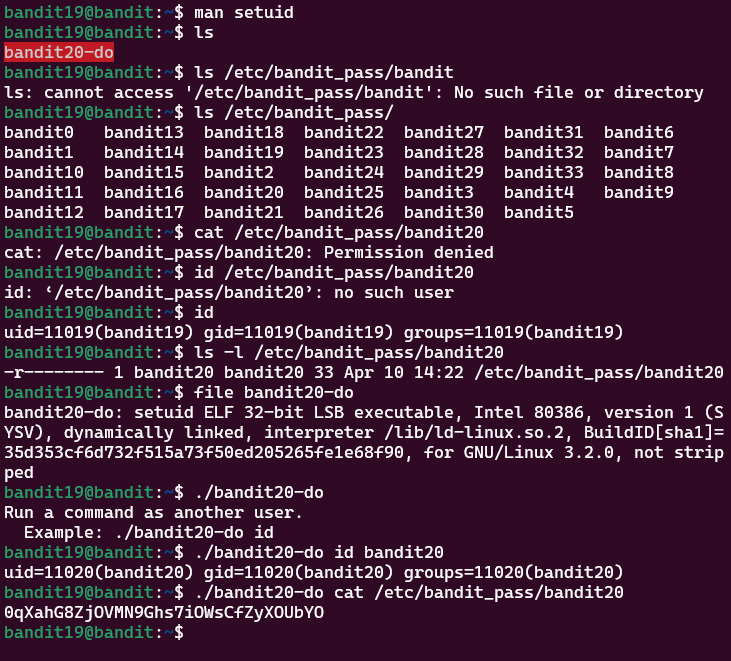 bandit19@bandit:~$ man setuid
bandit19@bandit:~$ ls
bandit20-do
bandit19@bandit:~$ ls /etc/bandit_pass/bandit
ls: cannot access '/etc/bandit_pass/bandit': No such file or directory
bandit19@bandit:~$ ls /etc/bandit_pass/
bandit0   bandit13  bandit18  bandit22  bandit27  bandit31  bandit6
bandit1   bandit14  bandit19  bandit23  bandit28  bandit32  bandit7
bandit10  bandit15  bandit2   bandit24  bandit29  bandit33  bandit8
bandit11  bandit16  bandit20  bandit25  bandit3   bandit4   bandit9
bandit12  bandit17  bandit21  bandit26  bandit30  bandit5
bandit19@bandit:~$ cat /etc/bandit_pass/bandit20
cat: /etc/bandit_pass/bandit20: Permission denied
bandit19@bandit:~$ id /etc/bandit_pass/bandit20
id: ‘/etc/bandit_pass/bandit20’: no such user
bandit19@bandit:~$ id
uid=11019(bandit19) gid=11019(bandit19) groups=11019(bandit19)
bandit19@bandit:~$ ls -l /etc/bandit_pass/bandit20
-r-------- 1 bandit20 bandit20 33 Apr 10 14:22 /etc/bandit_pass/bandit20
bandit19@bandit:~$ file bandit20-do
bandit20-do: setuid ELF 32-bit LSB executable, Intel 80386, version 1 (S
YSV), dynamically linked, interpreter /lib/ld-linux.so.2, BuildID[sha1]=
35d353cf6d732f515a73f50ed205265fe1e68f90, for GNU/Linux 3.2.0, not strip
ped
bandit19@bandit:~$ ./bandit20-do
Run a command as another user.
  Example: ./bandit20-do id
bandit19@bandit:~$ ./bandit20-do id bandit20
uid=11020(bandit20) gid=11020(bandit20) groups=11020(bandit20)
bandit19@bandit:~$ ./bandit20-do cat /etc/bandit_pass/bandit20
0qXahG8ZjOVMN9Ghs7iOWsCfZyXOUbYO
bandit19@bandit:~$